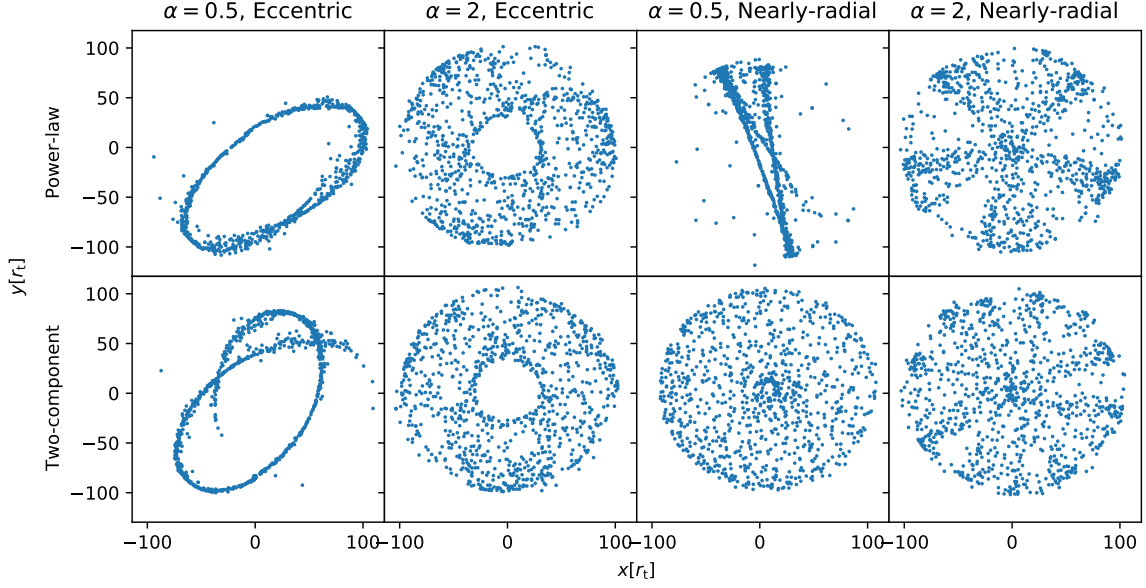 α = 0.5, Eccentric
α = 2, Eccentric
α = 0.5, Nearly-radial
α = 2, Nearly-radial
Power-law
100
50
0
−50
−100
y[rt]
Two-component
100
50
0
−50
−100
−100 0 100
−100 0 100
−100 0 100
−100 0 100
x[rt]